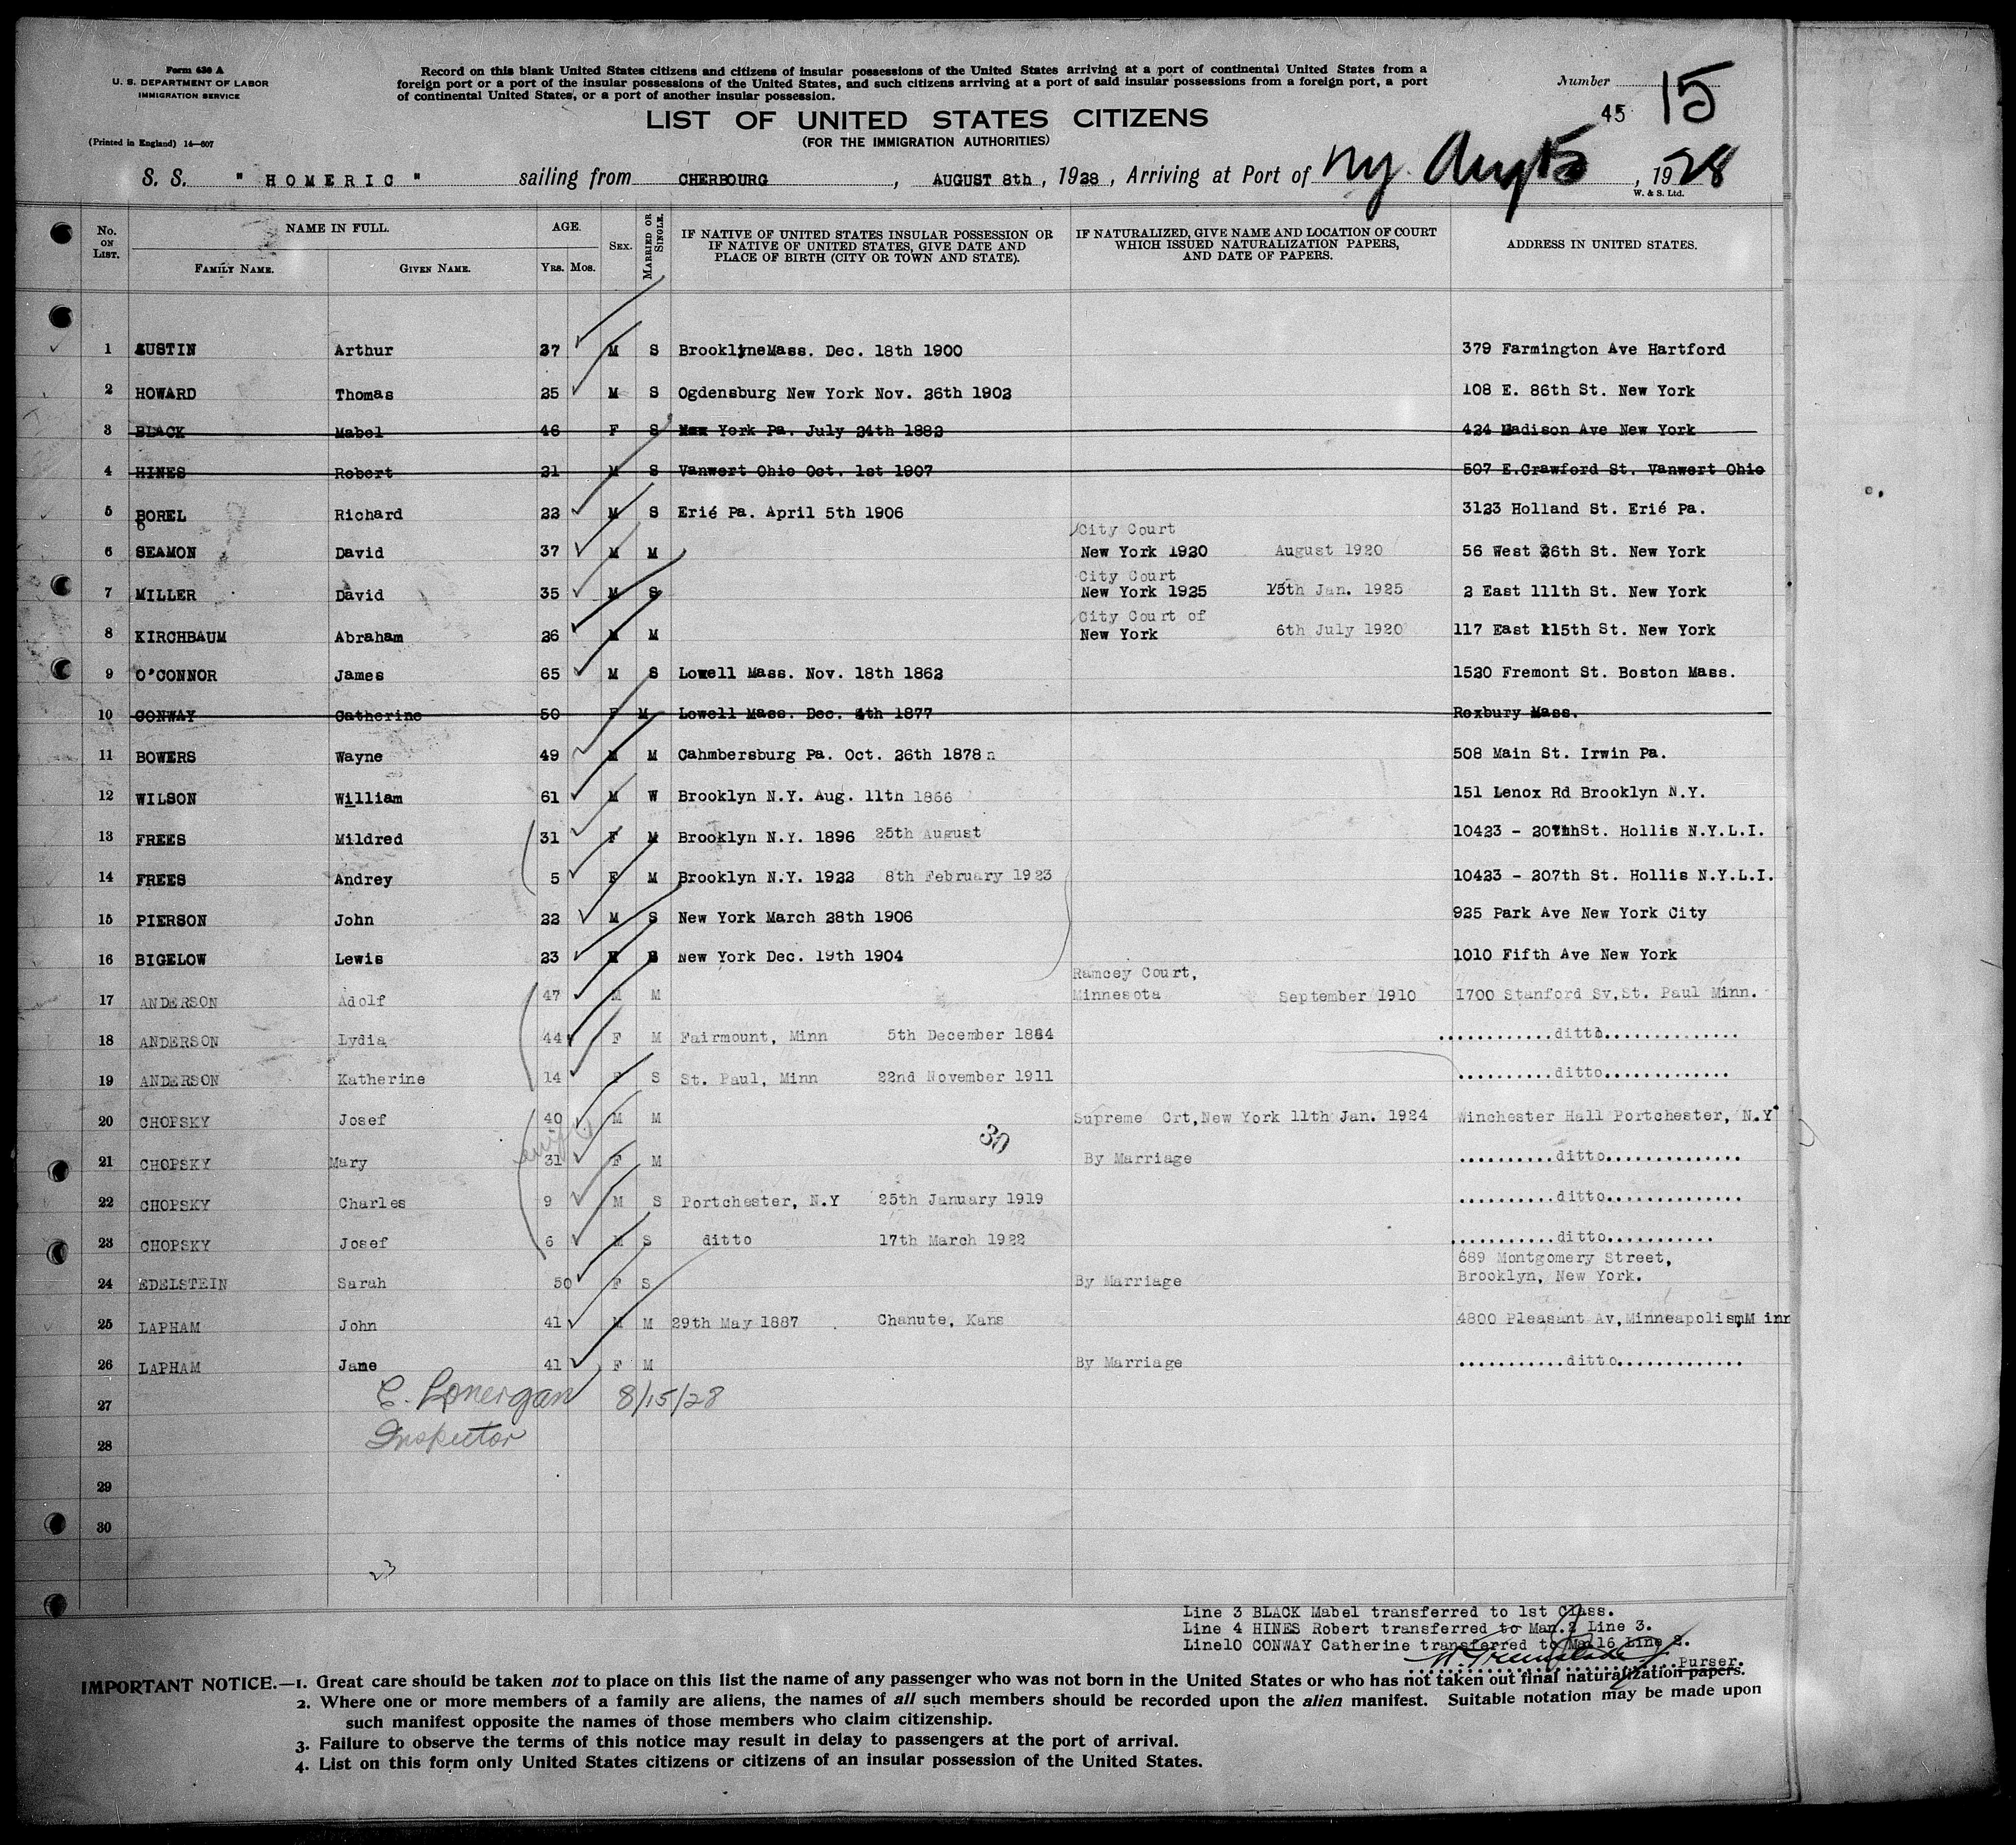 Form 630 A
U. S. DEPARTMENT OF LABOR
IMMIGRATION SERVICE
(Printed in England) 14—607
Record on this blank United States citizens and citizens of insular possessions of the United States arriving at a port of continental United States from a
foreign port or a port of the insular possessions of the United States, and such citizens arriving at a port of said insular possessions from a foreign port, a port
of continental United States, or a port of another insular possession.
Number 15
45
LIST OF UNITED STATES CITIZENS
(FOR THE IMMIGRATION AUTHORITIES)
S. S. " HOMERIC " sailing from CHERBOURG, AUGUST 8th, 1928, Arriving at Port of NY. Aug 15, 1928
W. & S. Ltd.
No. ON LIST. NAME IN FULL. FAMILY NAME. GIVEN NAME. AGE. Yrs. Mos. SEX. MARRIED OR SINGLE. IF NATIVE OF UNITED STATES INSULAR POSSESSION OR IF NATIVE OF UNITED STATES, GIVE DATE AND PLACE OF BIRTH (CITY OR TOWN AND STATE). IF NATURALIZED, GIVE NAME AND LOCATION OF COURT WHICH ISSUED NATURALIZATION PAPERS, AND DATE OF PAPERS. ADDRESS IN UNITED STATES.
1 AUSTIN Arthur 27 M S Brooklyne Mass. Dec. 18th 1900 379 Farmington Ave Hartford
2 HOWARD Thomas 25 M S Ogdensburg New York Nov. 26th 1902 108 E. 86th St. New York
3 BLACK Mabel 46 F S New York Pa. July 24th 1882 424 Madison Ave New York
4 HINES Robert 21 M S Vanwert Ohio Oct. 1st 1907 507 E.Crawford St. Vanwert Ohio
5 BOREL Richard 22 M S Erié Pa. April 5th 1906 3123 Holland St. Erié Pa.
City Court
6 SEAMON David 37 M M New York 1920 August 1920 56 West 26th St. New York
City Court
7 MILLER David 35 M S New York 1925 15th Jan. 1925 2 East 111th St. New York
City Court of
8 KIRCHBAUM Abraham 26 M M New York 6th July 1920 117 East 115th St. New York
9 O'CONNOR James 65 M S Lowell Mass. Nov. 18th 1862 1520 Fremont St. Boston Mass.
10 CONWAY Catherine 50 F M Lowell Mass. Dec. 4th 1877 Roxbury Mass.
11 BOWERS Wayne 49 M M Cahmbersburg Pa. Oct. 26th 1878 n 508 Main St. Irwin Pa.
12 WILSON William 61 M W Brooklyn N.Y. Aug. 11th 1866 151 Lenox Rd Brooklyn N.Y.
13 FREES Mildred 31 F M Brooklyn N.Y. 1896 25th August 10423 - 207th St. Hollis N.Y.L.I.
14 FREES Andrey 5 F M Brooklyn N.Y. 1922 8th February 1923 10423 - 207th St. Hollis N.Y.L.I.
15 PIERSON John 22 M S New York March 28th 1906 925 Park Ave New York City
16 BIGELOW Lewis 23 M S New York Dec. 19th 1904 1010 Fifth Ave New York
Ramcey Court,
17 ANDERSON Adolf 47 M M Minnesota September 1910 1700 Stanford Sv,St. Paul Minn.
18 ANDERSON Lydia 44 F M Fairmount, Minn 5th December 1884 ............ditto..............
19 ANDERSON Katherine 14 F S St. Paul, Minn 22nd November 1911 ..........ditto.............
20 CHOPSKY Josef 40 M M Supreme Crt,New York 11th Jan. 1924 Winchester Hall Portchester, N.Y
30
21 CHOPSKY Mary 31 F M By Marriage ..........ditto..............
22 CHOPSKY Charles 9 M S Portchester, N.Y 25th January 1919 ..........ditto..............
23 CHOPSKY Josef 6 M S ditto 17th March 1922 ...........ditto...........
689 Montgomery Street,
24 EDELSTEIN Sarah 50 F S By Marriage Brooklyn, New York.
25 LAPHAM John 41 M M 29th May 1887 Chanute, Kans 4800 Pleasant Av,Minneapolis,Minn
26 LAPHAM Jane 41 F M By Marriage ...........ditto.............
27 C. Lonergan 8/15/28
Inspector
28
29
30
23
Line 3 BLACK Mabel transferred to 1st Class.
Line 4 HINES Robert transferred to Man.2 Line 3.
Line10 CONWAY Catherine transferred to Man 16 Line 2.
Purser.
IMPORTANT NOTICE.—1. Great care should be taken not to place on this list the name of any passenger who was not born in the United States or who has not taken out final naturalization papers.
2. Where one or more members of a family are aliens, the names of all such members should be recorded upon the alien manifest. Suitable notation may be made upon
such manifest opposite the names of those members who claim citizenship.
3. Failure to observe the terms of this notice may result in delay to passengers at the port of arrival.
4. List on this form only United States citizens or citizens of an insular possession of the United States.